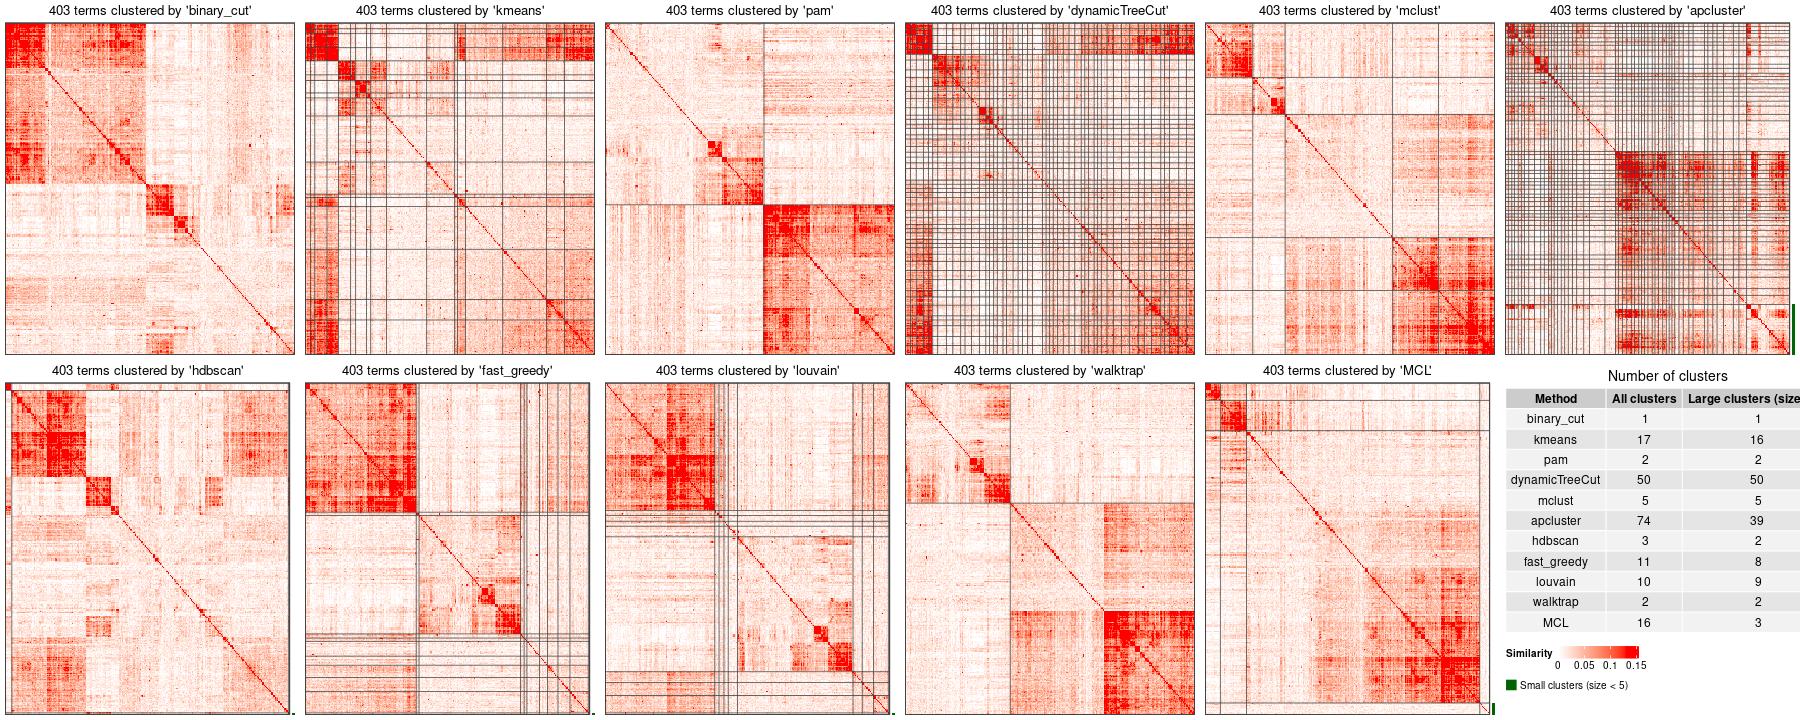 403 terms clustered by 'binary_cut'
403 terms clustered by 'kmeans'
403 terms clustered by 'pam'
403 terms clustered by 'dynamicTreeCut'
403 terms clustered by 'mclust'
403 terms clustered by 'apcluster'
403 terms clustered by 'hdbscan'
403 terms clustered by 'fast_greedy'
403 terms clustered by 'louvain'
403 terms clustered by 'walktrap'
403 terms clustered by 'MCL'
Number of clusters
Method All clusters Large clusters (size
binary_cut 1 1
kmeans 17 16
pam 2 2
dynamicTreeCut 50 50
mclust 5 5
apcluster 74 39
hdbscan 3 2
fast_greedy 11 8
louvain 10 9
walktrap 2 2
MCL 16 3
Similarity
0 0.05 0.1 0.15
Small clusters (size < 5)